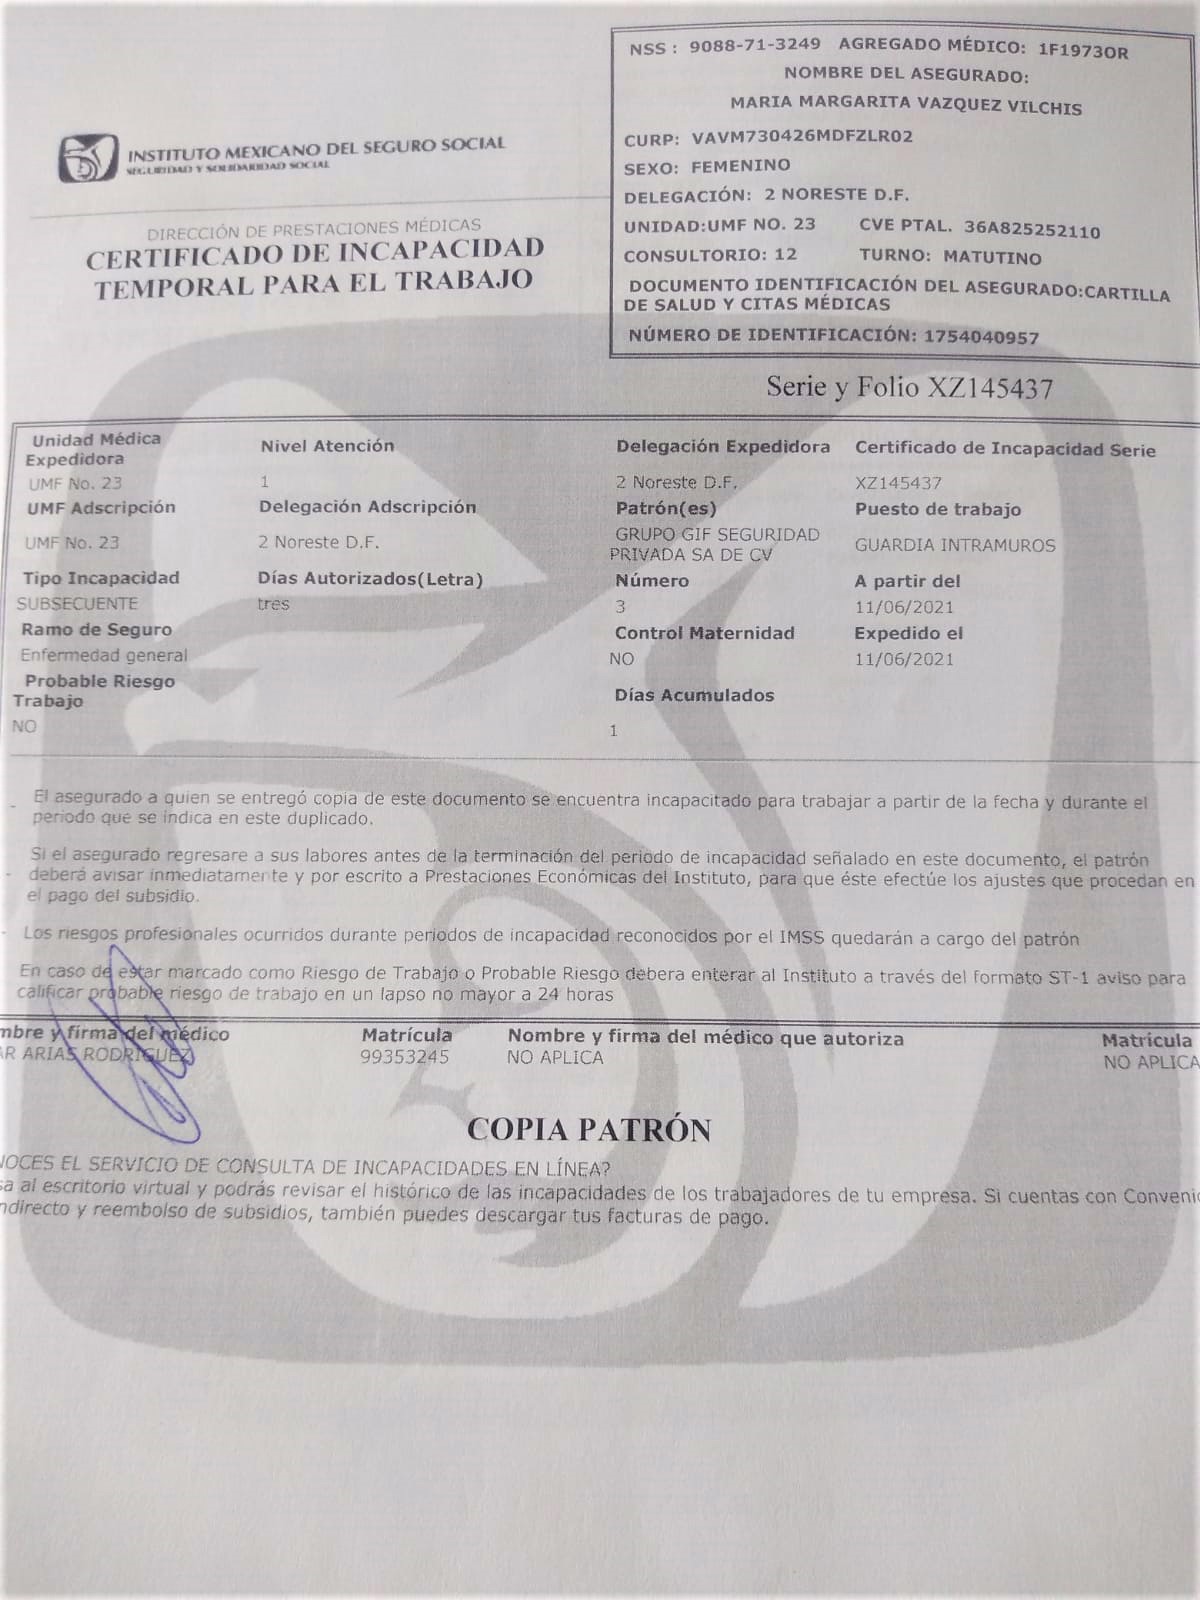 NSS : 9088-71-3249 AGREGADO MÉDICO: 1F1973OR
NOMBRE DEL ASEGURADO:
MARIA MARGARITA VAZQUEZ VILCHIS
CURP: VAVM730426MDFZLR02
SEXO: FEMENINO
DELEGACIÓN: 2 NORESTE D.F.
UNIDAD:UMF NO. 23 CVE PTAL. 36A825252110
CONSULTORIO: 12 TURNO: MATUTINO
DOCUMENTO IDENTIFICACIÓN DEL ASEGURADO:CARTILLA
DE SALUD Y CITAS MÉDICAS
NÚMERO DE IDENTIFICACIÓN: 1754040957
INSTITUTO MEXICANO DEL SEGURO SOCIAL
SEGURIDAD Y SOLIDARIDAD SOCIAL
DIRECCIÓN DE PRESTACIONES MÉDICAS
CERTIFICADO DE INCAPACIDAD
TEMPORAL PARA EL TRABAJO
Serie y Folio XZ145437
Unidad Médica
Expedidora Nivel Atención Delegación Expedidora Certificado de Incapacidad Serie
UMF No. 23 1 2 Noreste D.F. XZ145437
UMF Adscripción Delegación Adscripción Patrón(es) Puesto de trabajo
UMF No. 23 2 Noreste D.F. GRUPO GIF SEGURIDAD
PRIVADA SA DE CV GUARDIA INTRAMUROS
Tipo Incapacidad Días Autorizados(Letra) Número A partir del
SUBSECUENTE tres 3 11/06/2021
Ramo de Seguro Control Maternidad Expedido el
Enfermedad general NO 11/06/2021
Probable Riesgo
Trabajo Días Acumulados
NO 1
- El asegurado a quien se entregó copia de este documento se encuentra incapacitado para trabajar a partir de la fecha y durante el
periodo que se indica en este duplicado.
Si el asegurado regresare a sus labores antes de la terminación del periodo de incapacidad señalado en este documento, el patrón
- deberá avisar inmediatamente y por escrito a Prestaciones Económicas del Instituto, para que éste efectúe los ajustes que procedan en
el pago del subsidio.
- Los riesgos profesionales ocurridos durante periodos de incapacidad reconocidos por el IMSS quedarán a cargo del patrón
En caso de estar marcado como Riesgo de Trabajo o Probable Riesgo debera enterar al Instituto a través del formato ST-1 aviso para
calificar probable riesgo de trabajo en un lapso no mayor a 24 horas
mbre y firma del médico Matrícula Nombre y firma del médico que autoriza Matrícula
AR ARIAS RODRIGUEZ 99353245 NO APLICA NO APLICA
COPIA PATRÓN
NOCES EL SERVICIO DE CONSULTA DE INCAPACIDADES EN LÍNEA?
sa al escritorio virtual y podrás revisar el histórico de las incapacidades de los trabajadores de tu empresa. Si cuentas con Convenio
ndirecto y reembolso de subsidios, también puedes descargar tus facturas de pago.